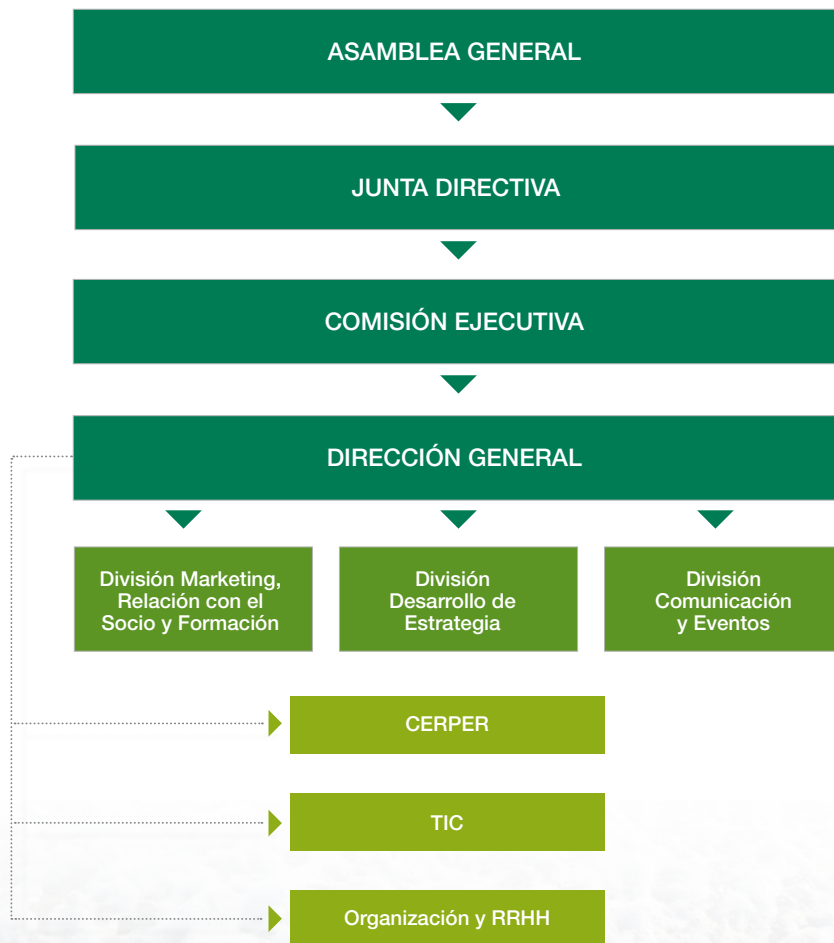 ASAMBLEA GENERAL
JUNTA DIRECTIVA
COMISIÓN EJECUTIVA
DIRECCIÓN GENERAL
División Marketing,
Relación con el
Socio y Formación
División
Desarrollo de
Estrategia
División
Comunicación
y Eventos
CERPER
TIC
Organización y RRHH